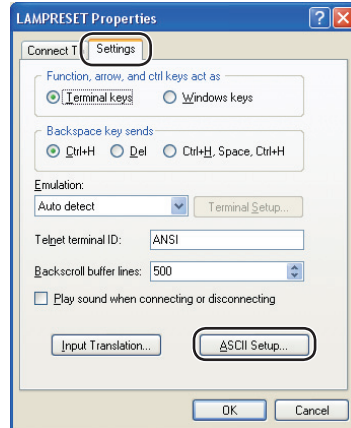 LAMPRESET Properties
Connect T Settings
Function, arrow, and ctrl keys act as
Terminal keys Windows keys
Backspace key sends
Ctrl+H Del Ctrl+H, Space, Ctrl+H
Emulation:
Auto detect Terminal Setup...
Telnet terminal ID: ANSI
Backscroll buffer lines: 500
Play sound when connecting or disconnecting
Input Translation... ASCII Setup...
OK Cancel